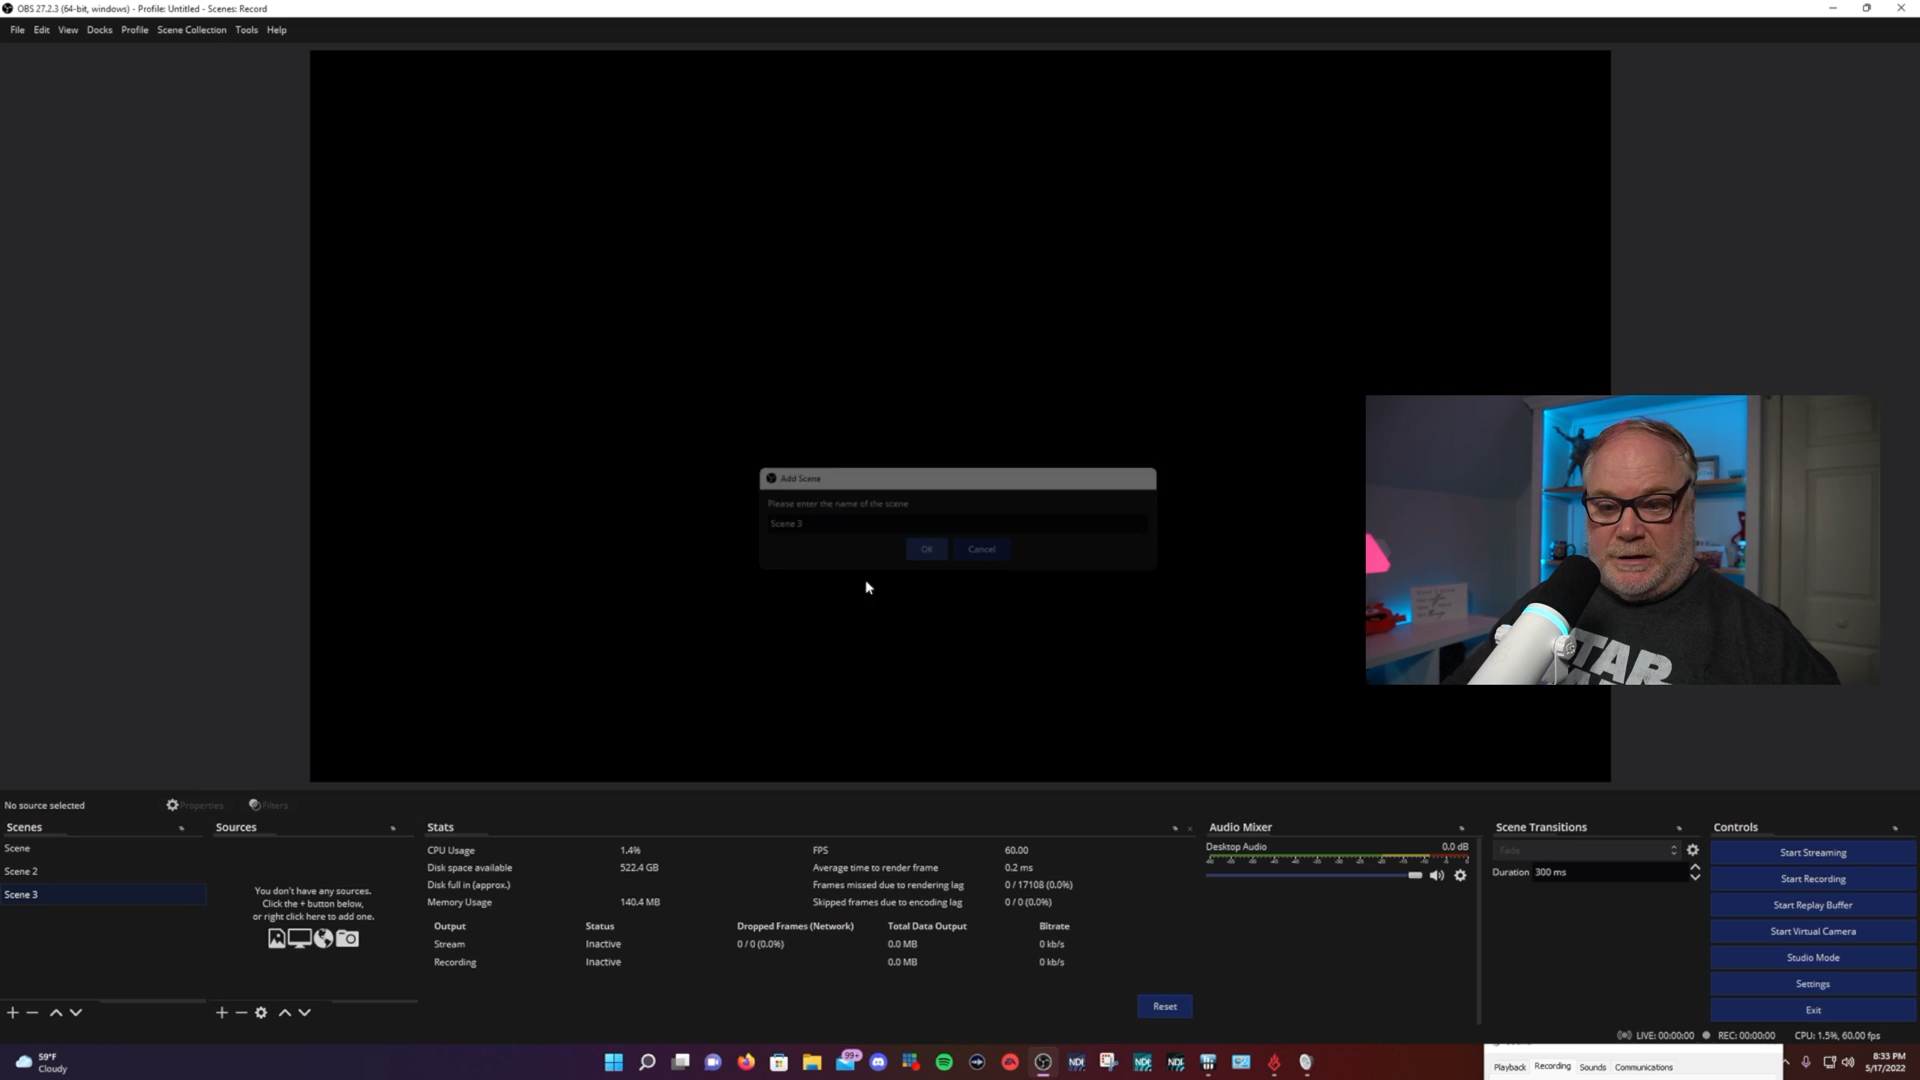 OBS 27.2.3 (64-bit, windows) - Profile: Untitled - Scenes: Record
File Edit View Docks Profile Scene Collection Tools Help
Add Scene
Please enter the name of the scene
Scene 3
OK Cancel
STAR
No source selected Properties Filters
Scenes
Scene
Scene 2
Scene 3
Sources
You don't have any sources.
Click the + button below,
or right click here to add one.
Stats
CPU Usage 1.4% FPS 60.00
Disk space available 522.4 GB Average time to render frame 0.2 ms
Disk full in (approx.) Frames missed due to rendering lag 0 / 17108 (0.0%)
Memory Usage 140.4 MB Skipped frames due to encoding lag 0 / 0 (0.0%)
Output Status Dropped Frames (Network) Total Data Output Bitrate
Stream Inactive 0 / 0 (0.0%) 0.0 MB 0 kb/s
Recording Inactive 0.0 MB 0 kb/s
Reset
Audio Mixer
Desktop Audio 0.0 dB
Scene Transitions
Fade
Duration 300 ms
Controls
Start Streaming
Start Recording
Start Replay Buffer
Start Virtual Camera
Studio Mode
Settings
Exit
LIVE: 00:00:00 REC: 00:00:00 CPU: 1.5%, 60.00 fps
59°F
Cloudy
99+
NDI
NDI
NDI
Playback Recording Sounds Communications
8:33 PM
5/17/2022